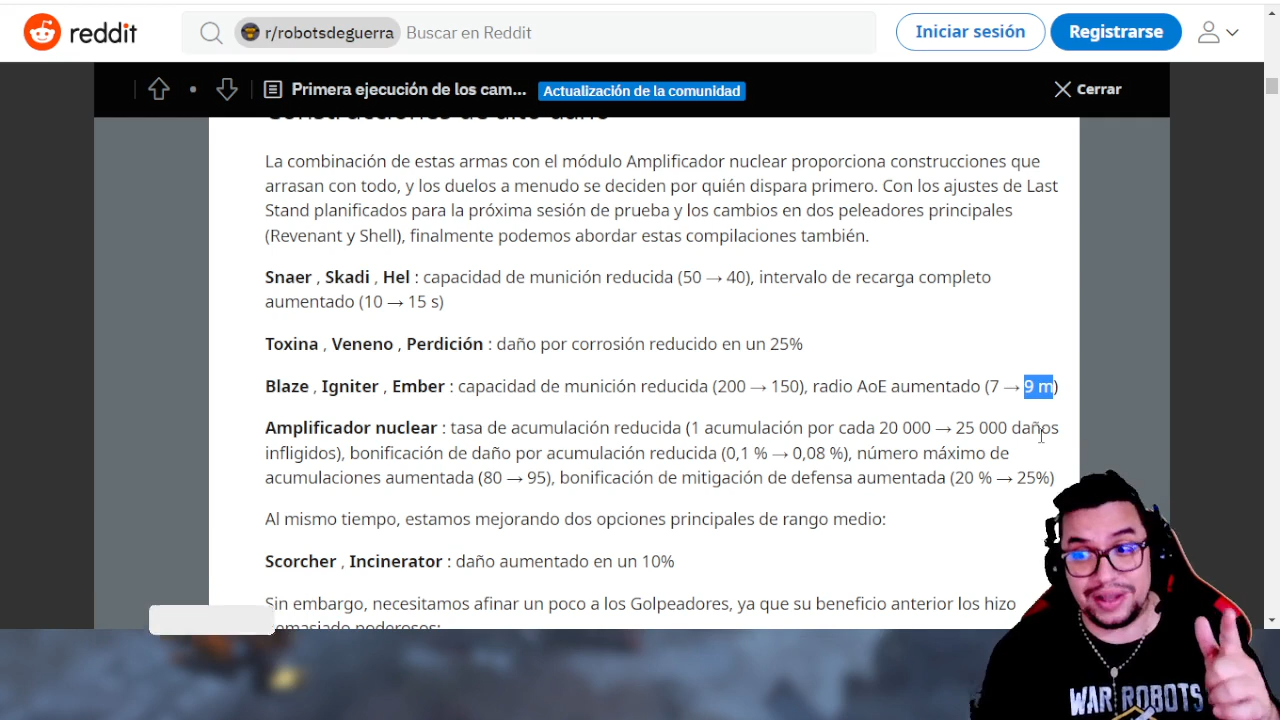 reddit
r/robotsdeguerra Buscar en Reddit
Iniciar sesión
Registrarse
Primera ejecución de los cam...
Actualización de la comunidad
Cerrar
La combinación de estas armas con el módulo Amplificador nuclear proporciona construcciones que
arrasan con todo, y los duelos a menudo se deciden por quién dispara primero. Con los ajustes de Last
Stand planificados para la próxima sesión de prueba y los cambios en dos peleadores principales
(Revenant y Shell), finalmente podemos abordar estas compilaciones también.
Snaer , Skadi , Hel : capacidad de munición reducida (50 → 40), intervalo de recarga completo
aumentado (10 → 15 s)
Toxina , Veneno , Perdición : daño por corrosión reducido en un 25%
Blaze , Igniter , Ember : capacidad de munición reducida (200 → 150), radio AoE aumentado (7 → 9 m)
Amplificador nuclear : tasa de acumulación reducida (1 acumulación por cada 20 000 → 25 000 daños
infligidos), bonificación de daño por acumulación reducida (0,1 % → 0,08 %), número máximo de
acumulaciones aumentada (80 → 95), bonificación de mitigación de defensa aumentada (20 % → 25%)
Al mismo tiempo, estamos mejorando dos opciones principales de rango medio:
Scorcher , Incinerator : daño aumentado en un 10%
Sin embargo, necesitamos afinar un poco a los Golpeadores, ya que su beneficio anterior los hizo
demasiado poderosos:
WAR ROBOTS